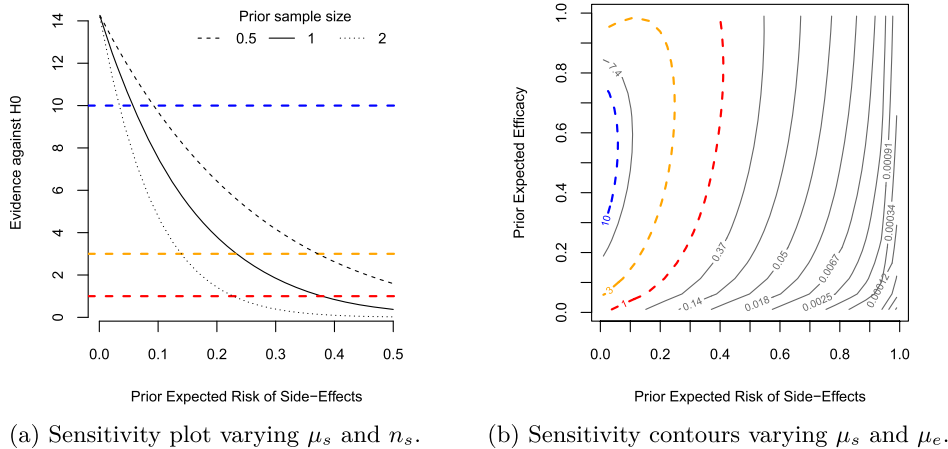 Prior sample size
0.5 1 2
Evidence against H0
14
12
10
8
6
4
2
0
0.0 0.1 0.2 0.3 0.4 0.5
Prior Expected Risk of Side−Effects
(a) Sensitivity plot varying μs and ns.
Prior Expected Efficacy
1.0
0.8
0.6
0.4
0.2
0.0
7.4
10
3
1
0.37
0.14
0.05
0.018
0.0067
0.0025
0.00091
0.00034
0.00012
0.0 0.2 0.4 0.6 0.8 1.0
Prior Expected Risk of Side−Effects
(b) Sensitivity contours varying μs and μe.